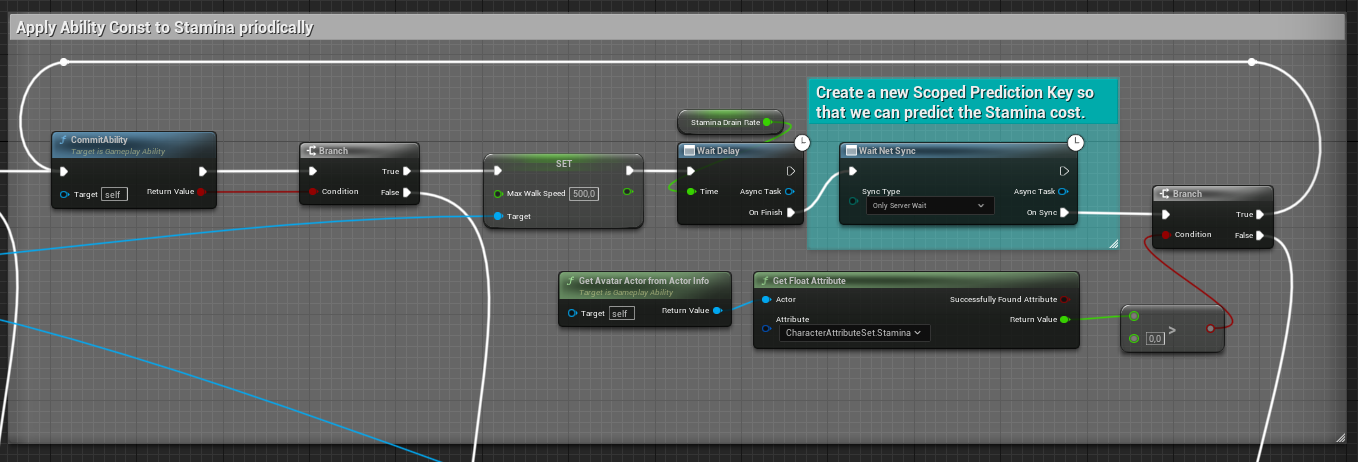 Apply Ability Const to Stamina priodically
Create a new Scoped Prediction Key so
that we can predict the Stamina cost.
Stamina Drain Rate
CommitAbility
Target is Gameplay Ability
Target self
Return Value
Branch
True
Condition
False
SET
Max Walk Speed 500,0
Target
Wait Delay
Time
Async Task
On Finish
Wait Net Sync
Sync Type
Only Server Wait
Async Task
On Sync
Branch
True
Condition
False
Get Avatar Actor from Actor Info
Target is Gameplay Ability
Target self
Return Value
Get Float Attribute
Actor
Successfully Found Attribute
Attribute
CharacterAttributeSet.Stamina
Return Value
0,0
>